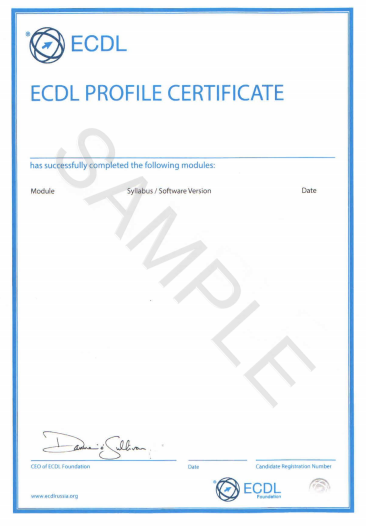 ECDL
ECDL PROFILE CERTIFICATE
has successfully completed the following modules:
Module Syllabus / Software Version Date
SAMPLE
CEO of ECDL Foundation Date Candidate Registration Number
www.ecdlrussia.org
ECDL
Foundation